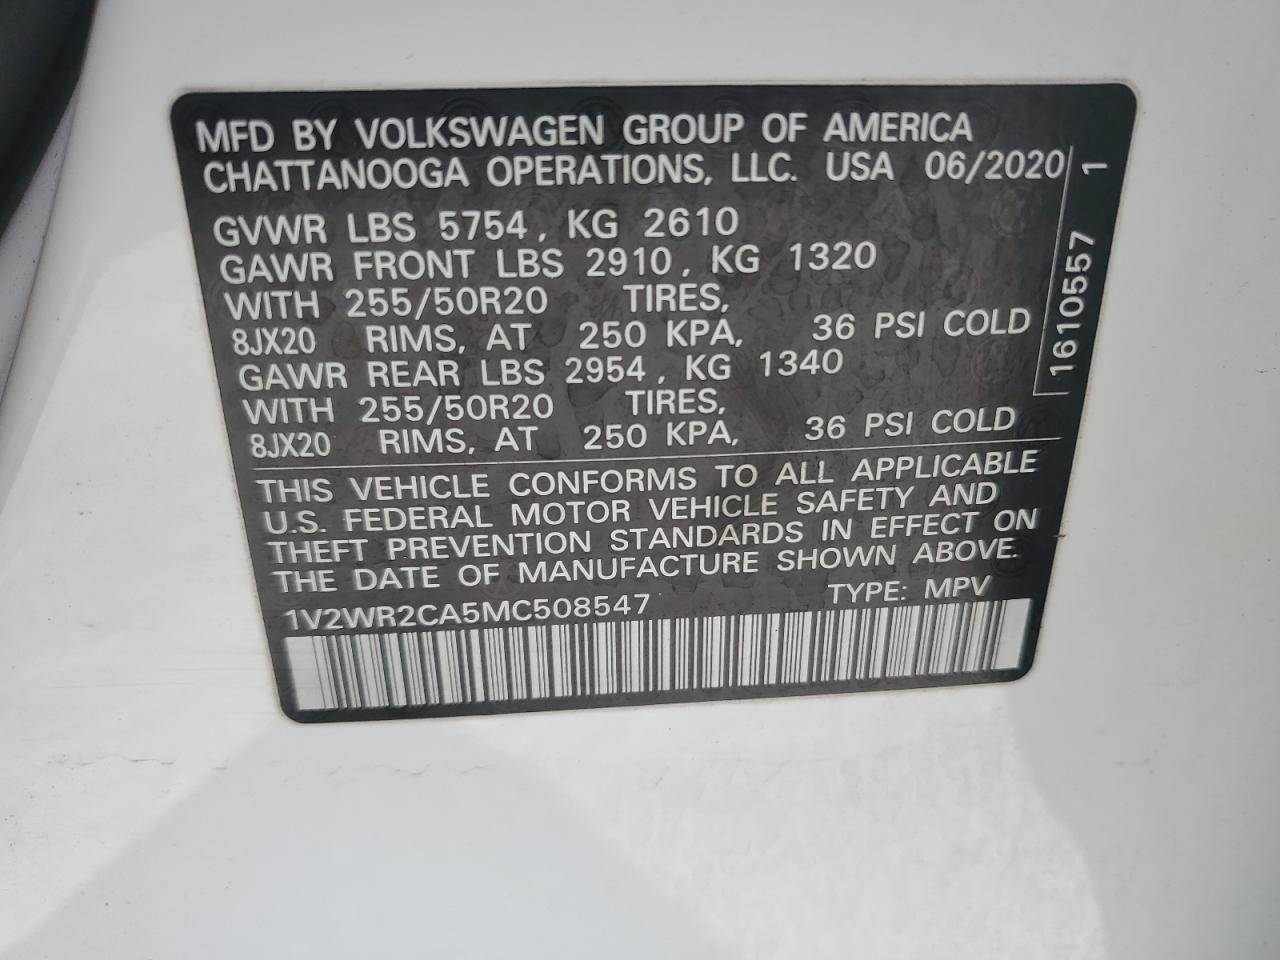 MFD BY VOLKSWAGEN GROUP OF AMERICA
CHATTANOOGA OPERATIONS, LLC. USA 06/2020
GVWR LBS 5754, KG 2610
GAWR FRONT LBS 2910, KG 1320
WITH 255/50R20 TIRES,
8JX20 RIMS, AT 250 KPA, 36 PSI COLD
GAWR REAR LBS 2954, KG 1340
WITH 255/50R20 TIRES,
8JX20 RIMS, AT 250 KPA, 36 PSI COLD
THIS VEHICLE CONFORMS TO ALL APPLICABLE
U.S. FEDERAL MOTOR VEHICLE SAFETY AND
THEFT PREVENTION STANDARDS IN EFFECT ON
THE DATE OF MANUFACTURE SHOWN ABOVE.
1V2WR2CA5MC508547 TYPE: MPV
1610557 1